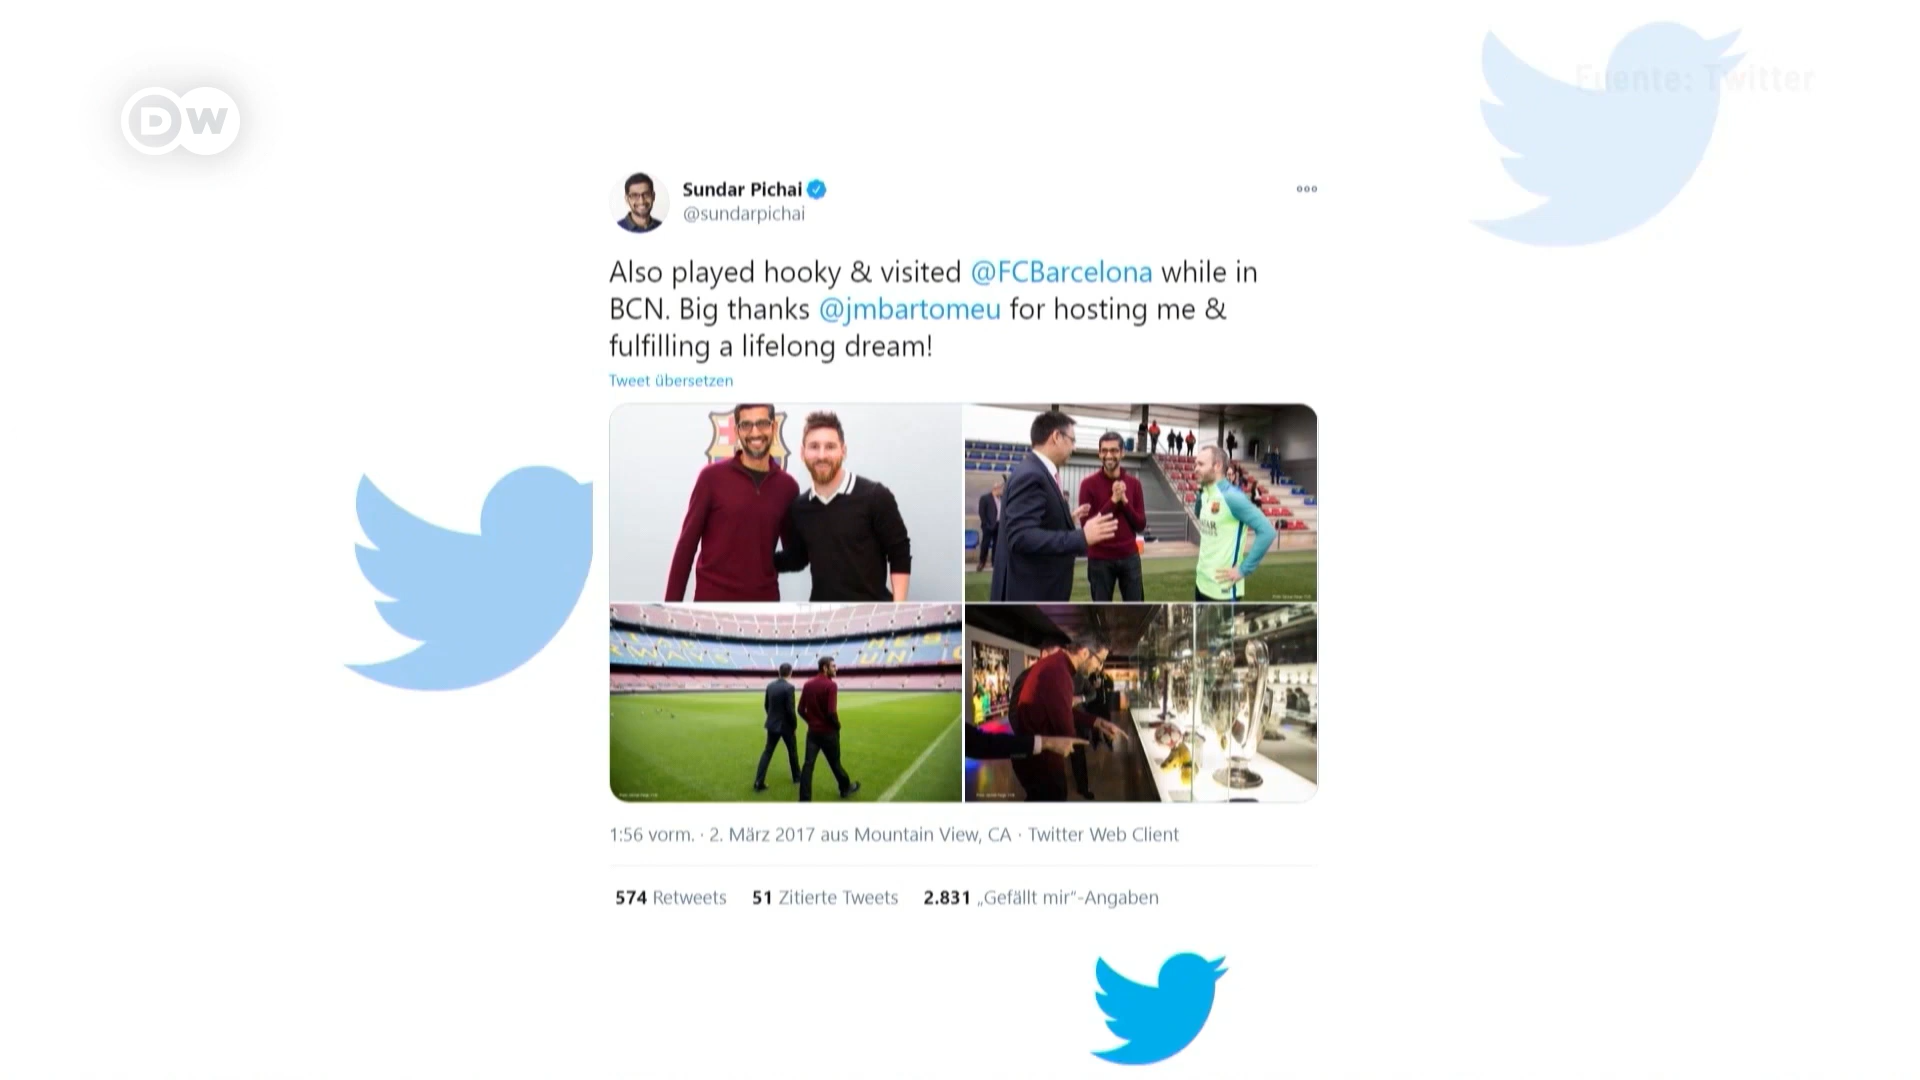 DW
Fuente: Twitter
Sundar Pichai
@sundarpichai
Also played hooky & visited @FCBarcelona while in
BCN. Big thanks @jmbartomeu for hosting me &
fulfilling a lifelong dream!
Tweet übersetzen
1:56 vorm. · 2. März 2017 aus Mountain View, CA · Twitter Web Client
574 Retweets 51 Zitierte Tweets 2.831 „Gefällt mir“-Angaben